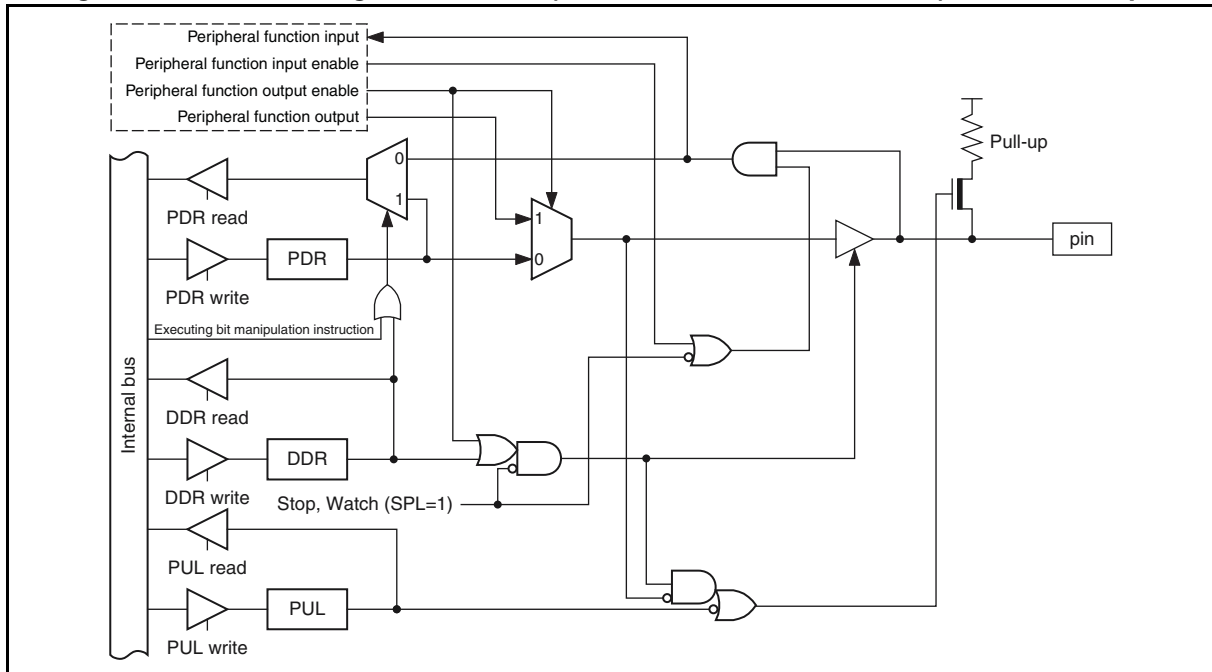 Peripheral function input
Peripheral function input enable
Peripheral function output enable
Peripheral function output
Pull-up
0
1
PDR read
1
pin
PDR
0
PDR write
Executing bit manipulation instruction
Internal bus
DDR read
DDR
DDR write
Stop, Watch (SPL=1)
PUL read
PUL
PUL write